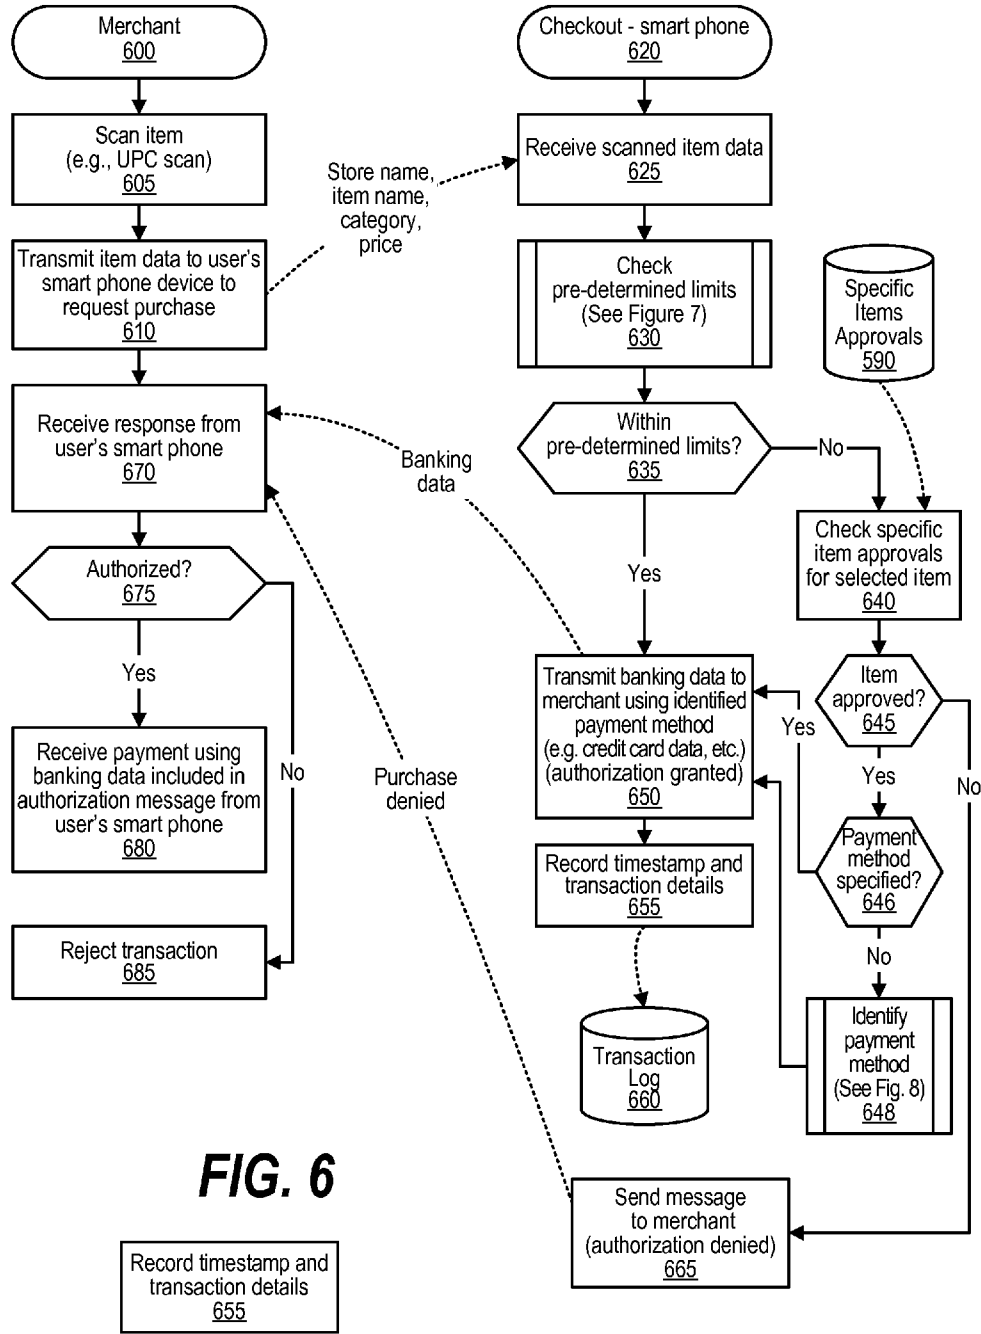 Merchant
600
Scan item
(e.g., UPC scan)
605
Transmit item data to user's
smart phone device to
request purchase
610
Receive response from
user's smart phone
670
Authorized?
675
Yes
No
Receive payment using
banking data included in
authorization message from
user's smart phone
680
Reject transaction
685
Store name,
item name,
category,
price
Banking
data
Purchase
denied
Checkout - smart phone
620
Receive scanned item data
625
Check
pre-determined limits
(See Figure 7)
630
Within
pre-determined limits?
635
No
Yes
Specific
Items
Approvals
590
Check specific
item approvals
for selected item
640
Item
approved?
645
Yes
No
Payment
method
specified?
646
Yes
No
Identify
payment
method
(See Fig. 8)
648
Transmit banking data to
merchant using identified
payment method
(e.g. credit card data, etc.)
(authorization granted)
650
Record timestamp and
transaction details
655
Transaction
Log
660
Send message
to merchant
(authorization denied)
665
FIG. 6
Record timestamp and
transaction details
655